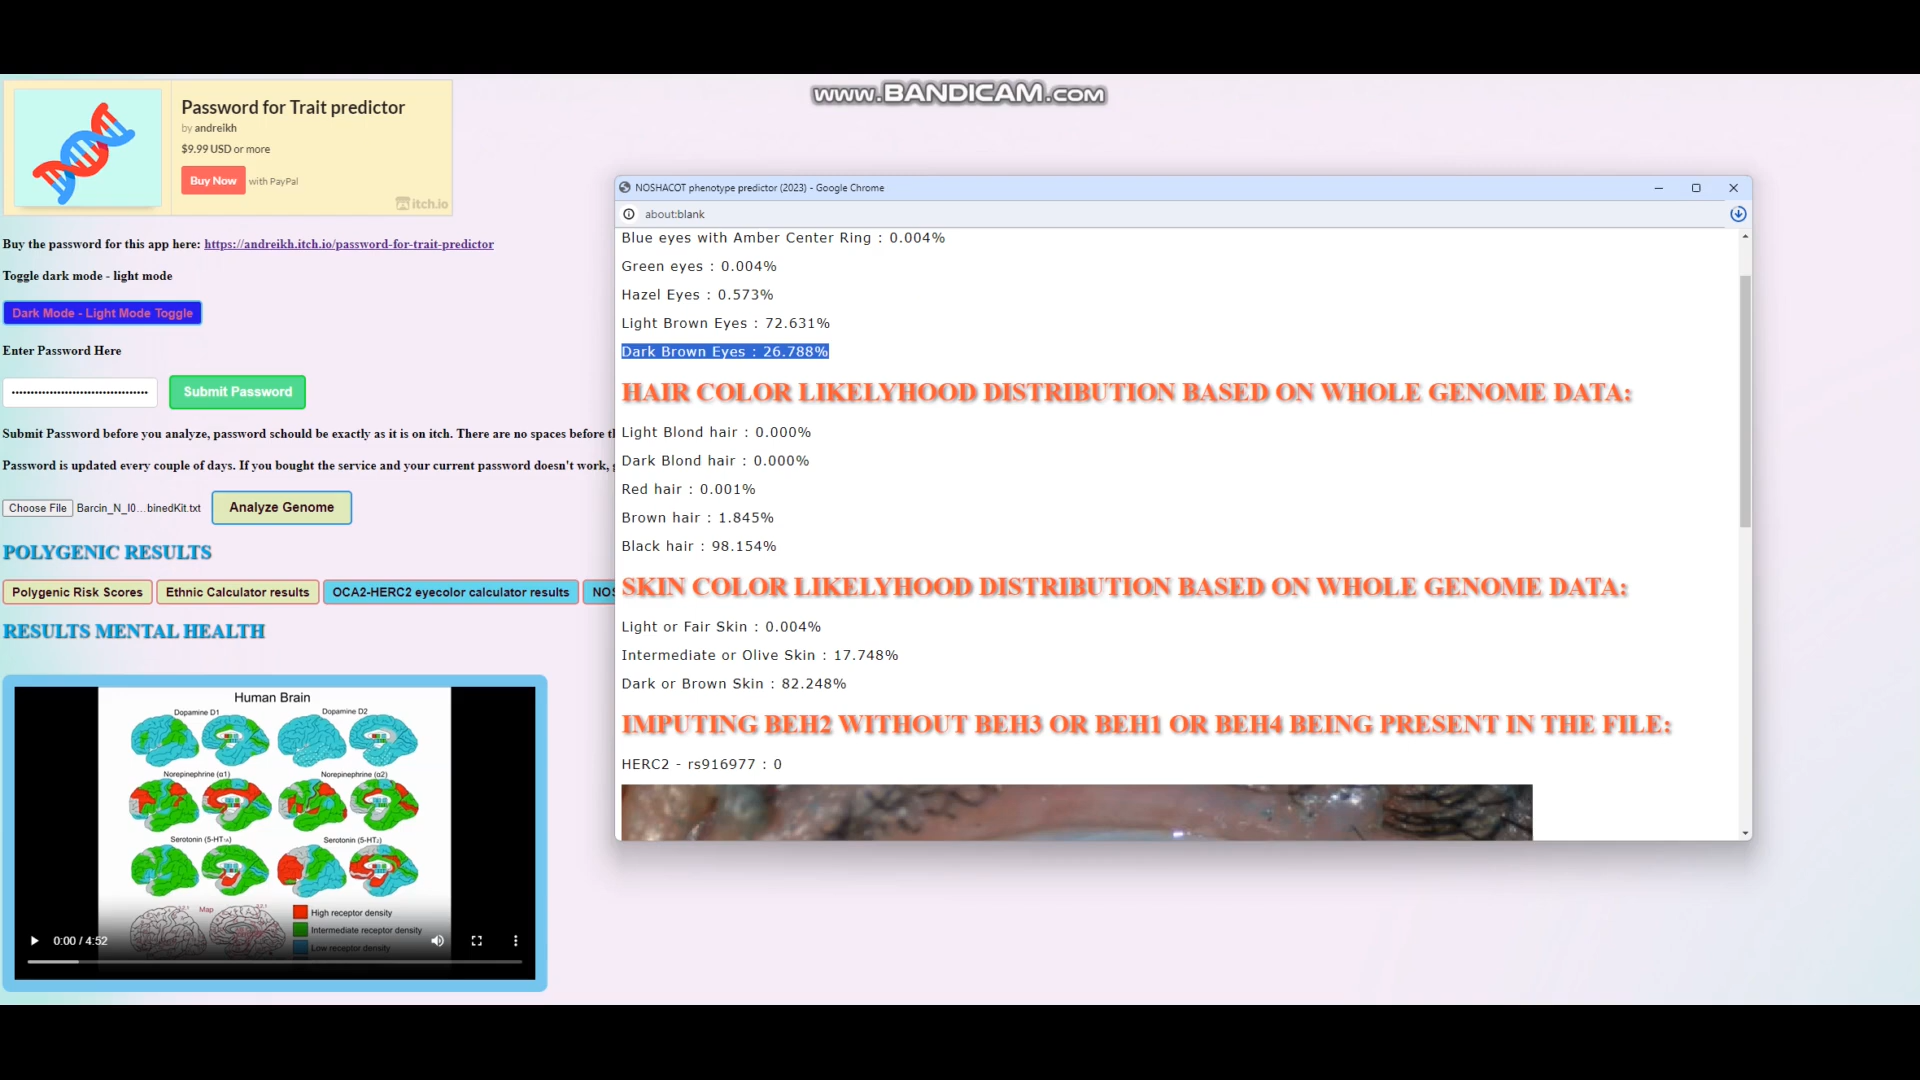 www.BANDICAM.com
Password for Trait predictor
by andreikh
$9.99 USD or more
Buy Now with PayPal
itch.io
Buy the password for this app here: https://andreikh.itch.io/password-for-trait-predictor
Toggle dark mode - light mode
Dark Mode - Light Mode Toggle
Enter Password Here
Submit Password
Submit Password before you analyze, password schould be exactly as it is on itch. There are no spaces before
Password is updated every couple of days. If you bought the service and your current password doesn't work,
Choose File Barcin_N_I0...binedKit.txt Analyze Genome
POLYGENIC RESULTS
Polygenic Risk Scores Ethnic Calculator results OCA2-HERC2 eyecolor calculator results NOS
RESULTS MENTAL HEALTH
Human Brain
Dopamine D1 Dopamine D2
Norepinephrine (α1) Norepinephrine (α2)
Serotonin (5-HT1A) Serotonin (5-HT2)
Map
High receptor density
Intermediate receptor density
Low receptor density
0:00 / 4:52
NOSHACOT phenotype predictor (2023) - Google Chrome
about:blank
Blue eyes with Amber Center Ring : 0.004%
Green eyes : 0.004%
Hazel Eyes : 0.573%
Light Brown Eyes : 72.631%
Dark Brown Eyes : 26.788%
HAIR COLOR LIKELYHOOD DISTRIBUTION BASED ON WHOLE GENOME DATA:
Light Blond hair : 0.000%
Dark Blond hair : 0.000%
Red hair : 0.001%
Brown hair : 1.845%
Black hair : 98.154%
SKIN COLOR LIKELYHOOD DISTRIBUTION BASED ON WHOLE GENOME DATA:
Light or Fair Skin : 0.004%
Intermediate or Olive Skin : 17.748%
Dark or Brown Skin : 82.248%
IMPUTING BEH2 WITHOUT BEH3 OR BEH1 OR BEH4 BEING PRESENT IN THE FILE:
HERC2 - rs916977 : 0